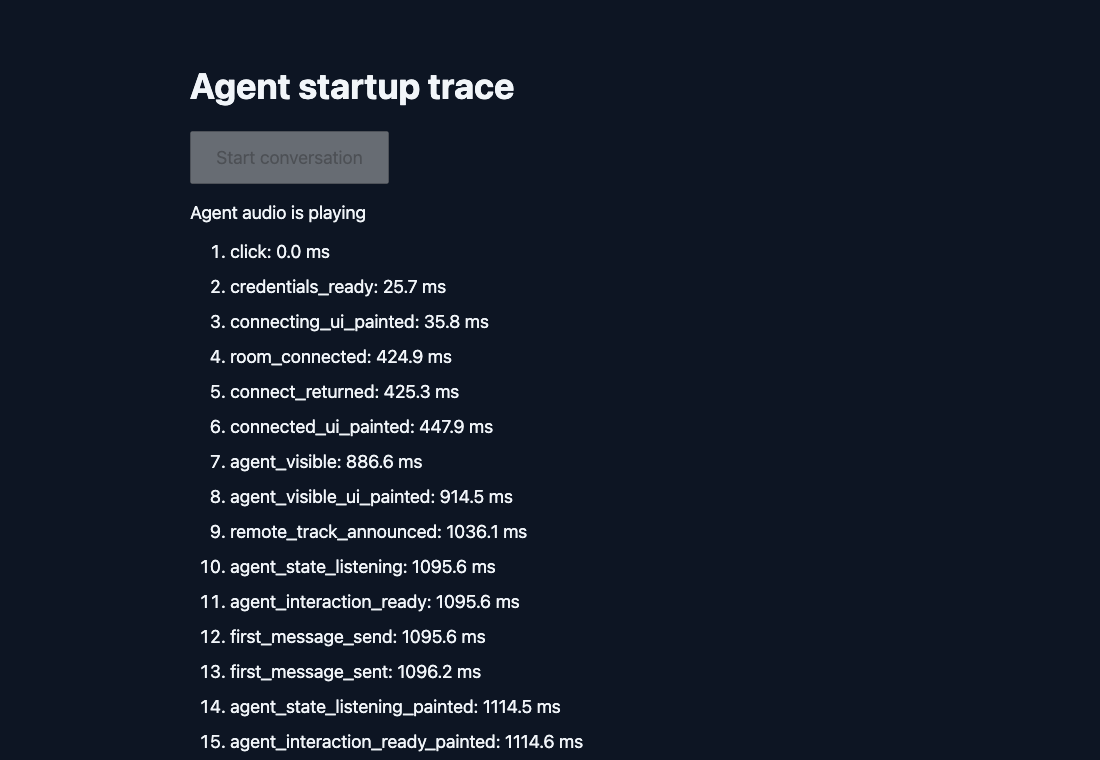 Agent startup trace
Start conversation
Agent audio is playing
1. click: 0.0 ms
2. credentials_ready: 25.7 ms
3. connecting_ui_painted: 35.8 ms
4. room_connected: 424.9 ms
5. connect_returned: 425.3 ms
6. connected_ui_painted: 447.9 ms
7. agent_visible: 886.6 ms
8. agent_visible_ui_painted: 914.5 ms
9. remote_track_announced: 1036.1 ms
10. agent_state_listening: 1095.6 ms
11. agent_interaction_ready: 1095.6 ms
12. first_message_send: 1095.6 ms
13. first_message_sent: 1096.2 ms
14. agent_state_listening_painted: 1114.5 ms
15. agent_interaction_ready_painted: 1114.6 ms